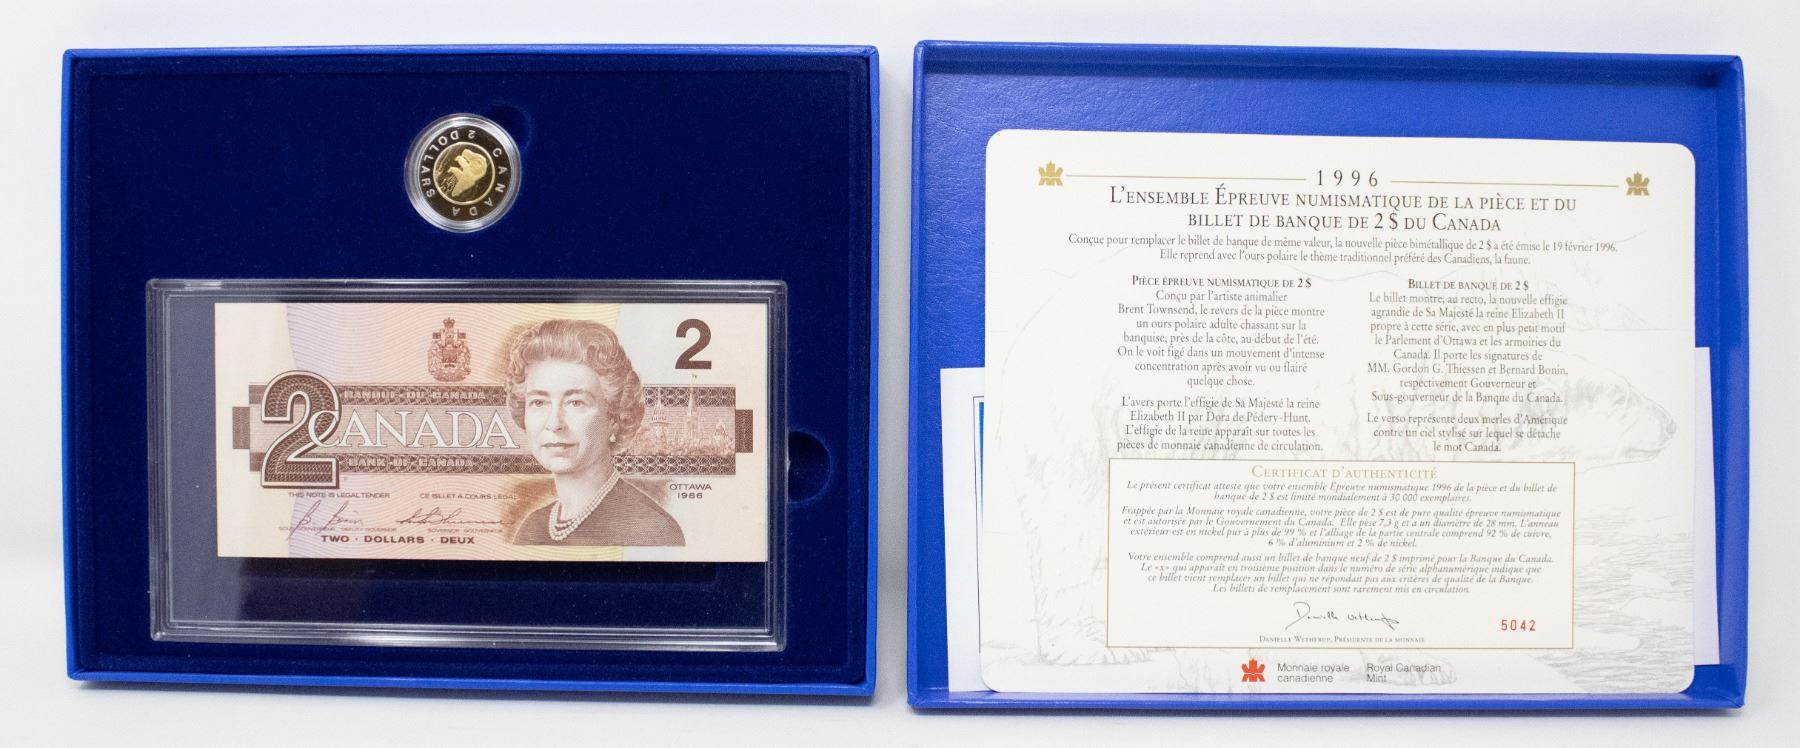 2 DOLLARS
CANADA
2
BANQUE·DU·CANADA
2 CANADA
BANK·OF·CANADA
OTTAWA
1986
THIS NOTE IS LEGAL TENDER
CE BILLET A COURS LÉGAL
TWO · DOLLARS · DEUX
1996
L'ENSEMBLE ÉPREUVE NUMISMATIQUE DE LA PIÈCE ET DU
BILLET DE BANQUE DE 2 $ DU CANADA
Conçue pour remplacer le billet de banque de même valeur, la nouvelle pièce bimétallique de 2 $ a été émise le 19 février 1996.
Elle reprend avec l'ours polaire le thème traditionnel préféré des Canadiens, la faune.
PIÈCE ÉPREUVE NUMISMATIQUE DE 2 $
Conçu par l'artiste animalier
Brent Townsend, le revers de la pièce montre
un ours polaire adulte chassant sur la
banquise, près de la côte, au début de l'été.
On le voit figé dans un mouvement d'intense
concentration après avoir vu ou flairé
quelque chose.
L'avers porte l'effigie de Sa Majesté la reine
Elizabeth II par Dora de Pédery-Hunt.
L'effigie de la reine apparaît sur toutes les
pièces de monnaie canadienne de circulation.
BILLET DE BANQUE DE 2 $
Le billet montre, au recto, la nouvelle effigie
agrandie de Sa Majesté la reine Elizabeth II
propre à cette série, avec en plus petit motif
le Parlement d'Ottawa et les armoiries du
Canada. Il porte les signatures de
MM. Gordon G. Thiessen et Bernard Bonin,
respectivement Gouverneur et
Sous-gouverneur de la Banque du Canada.
Le verso représente deux merles d'Amérique
contre un ciel stylisé sur lequel se détache
le mot Canada.
CERTIFICAT D'AUTHENTICITÉ
Le présent certificat atteste que votre ensemble Épreuve numismatique 1996 de la pièce et du billet de
banque de 2 $ est limité mondialement à 30 000 exemplaires.
Frappée par la Monnaie royale canadienne, votre pièce de 2 $ est de pure qualité épreuve numismatique
et est autorisée par le Gouvernement du Canada. Elle pèse 7,3 g et a un diamètre de 28 mm. L'anneau
extérieur est en nickel pur à plus de 99 % et l'alliage de la partie centrale comprend 92 % de cuivre,
6 % d'aluminium et 2 % de nickel.
Votre ensemble comprend aussi un billet de banque neuf de 2 $ imprimé pour la Banque du Canada.
Le «x» qui apparaît en troisième position dans le numéro de série alphanumérique indique que
ce billet vient remplacer un billet qui ne répondait pas aux critères de qualité de la Banque.
Les billets de remplacement sont rarement mis en circulation.
Danielle Wetherup
5042
DANIELLE WETHERUP, PRÉSIDENTE DE LA MONNAIE
Monnaie royale
canadienne
Royal Canadian
Mint